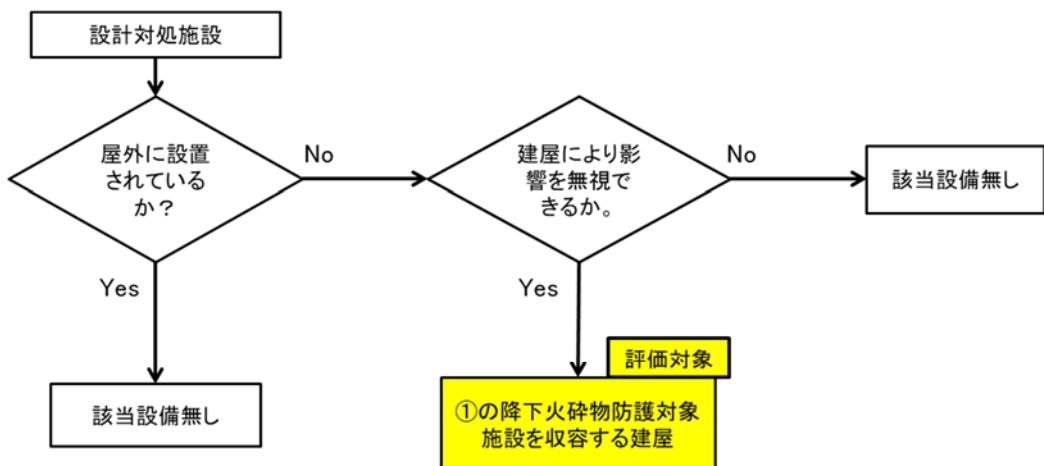 設計対処施設
屋外に設置
されている
か？
No
建屋により影
響を無視で
きるか。
No
該当設備無し
Yes
Yes
該当設備無し
評価対象
①の降下火砕物防護対象
施設を収容する建屋